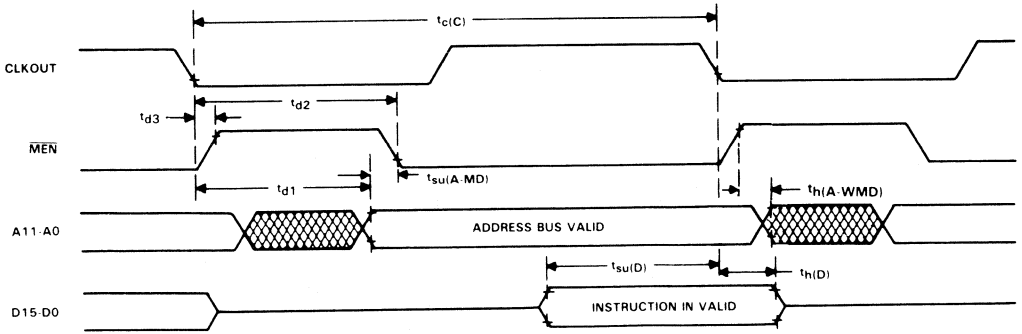 tc(C)
CLKOUT
td2
td3
MEN
tsu(A-MD)
td1
th(A-WMD)
A11-A0
ADDRESS BUS VALID
tsu(D)
th(D)
D15-D0
INSTRUCTION IN VALID